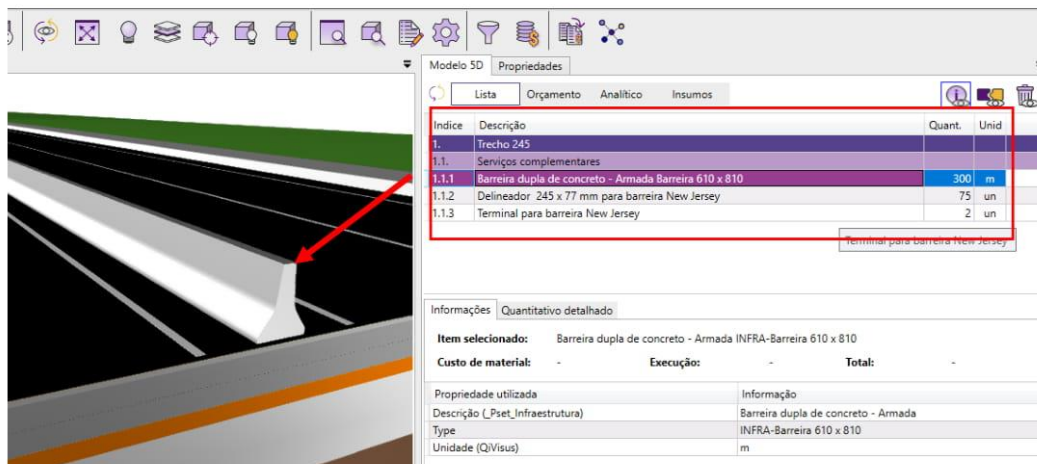 Modelo 5D Propriedades
Lista Orçamento Analítico Insumos
Indice Descrição Quant. Unid
1. Trecho 245
1.1. Serviços complementares
1.1.1 Barreira dupla de concreto - Armada Barreira 610 x 810 300 m
1.1.2 Delineador 245 x 77 mm para barreira New Jersey 75 un
1.1.3 Terminal para barreira New Jersey 2 un
Terminal para barreira New Jersey
Informações Quantitativo detalhado
Item selecionado: Barreira dupla de concreto - Armada INFRA-Barreira 610 x 810
Custo de material: - Execução: - Total: -
Propriedade utilizada Informação
Descrição (_Pset_Infraestrutura) Barreira dupla de concreto - Armada
Type INFRA-Barreira 610 x 810
Unidade (QiVisus) m